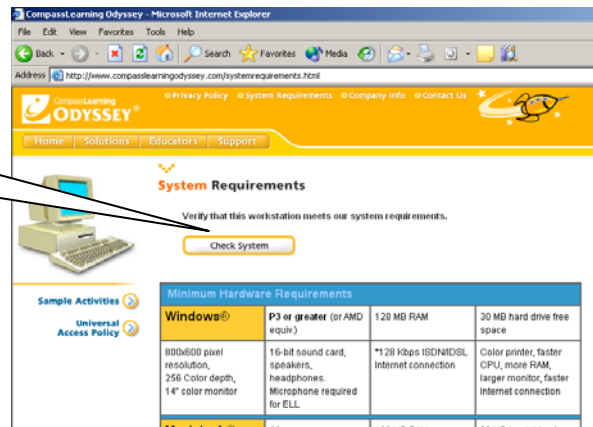 CompassLearning Odyssey - Microsoft Internet Explorer
File Edit View Favorites Tools Help
Back Search Favorites Media
Address http://www.compasslearningodyssey.com/systemrequirements.html
Privacy Policy System Requirements Company Info Contact Us
CompassLearning
ODYSSEY®
Home Solutions Educators Support
System Requirements
Verify that this workstation meets our system requirements.
Check System
Sample Activities
Universal
Access Policy
Minimum Hardware Requirements
Windows® P3 or greater (or AMD 128 MB RAM 30 MB hard drive free
equiv.) space
800x600 pixel 16-bit sound card, *128 Kbps ISDN/IDSL Color printer, faster
resolution, speakers, Internet connection CPU, more RAM,
256 Color depth, headphones. larger monitor, faster
14" color monitor Microphone required Internet connection
for ELL